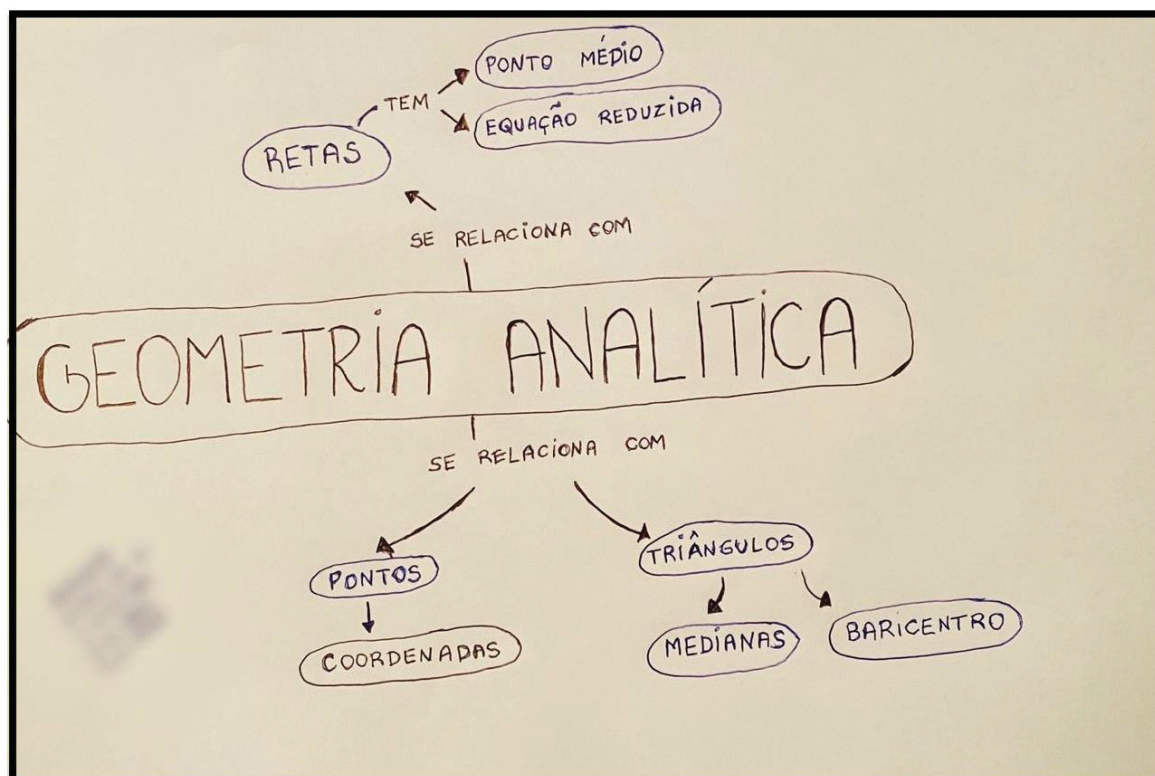 PONTO MÉDIO
TEM
EQUAÇÃO REDUZIDA
RETAS
SE RELACIONA COM
GEOMETRIA ANALÍTICA
SE RELACIONA COM
PONTOS
TRIÂNGULOS
COORDENADAS
MEDIANAS
BARICENTRO